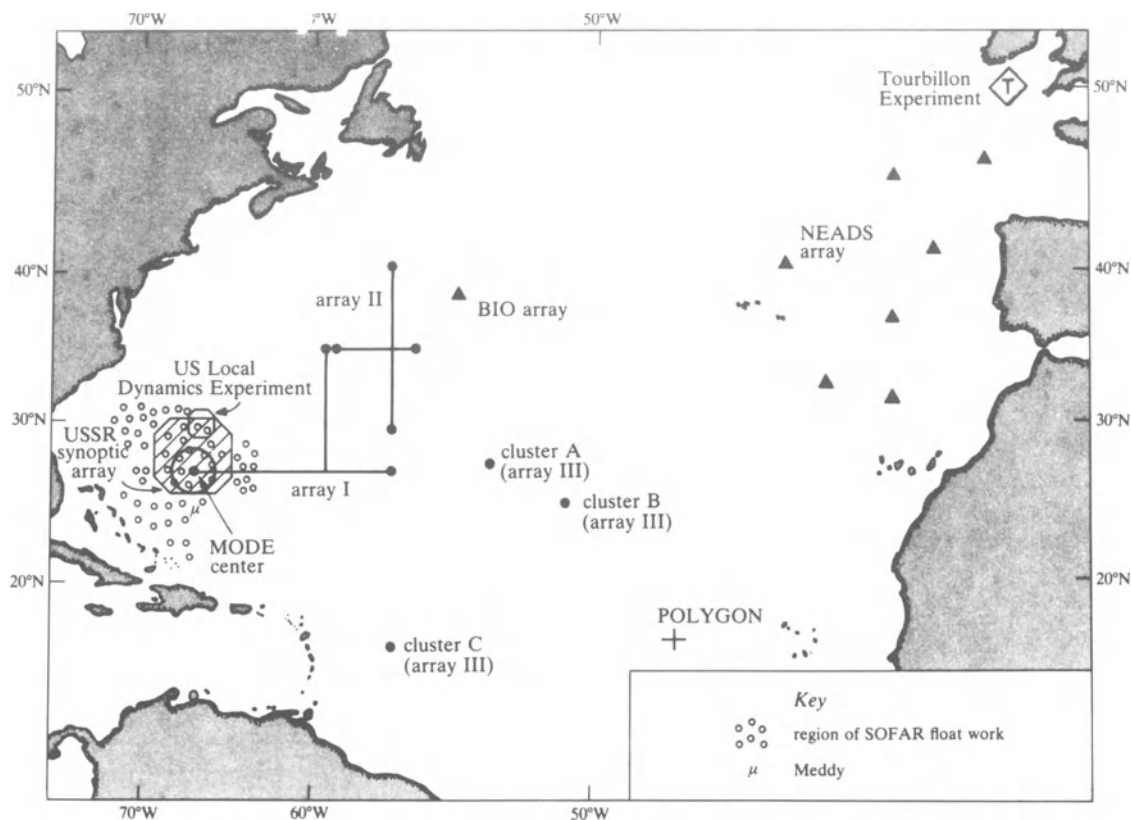 70°W
°W
50°W
50°N
50°N
Tourbillon
Experiment
T
NEADS
array
40°N
40°N
array II
BIO array
US Local
Dynamics Experiment
30°N
30°N
USSR
synoptic
array
cluster A
(array III)
array I
cluster B
(array III)
μ
MODE
center
20°N
20°N
POLYGON
cluster C
(array III)
Key
region of SOFAR float work
μ Meddy
70°W
60°W
50°W